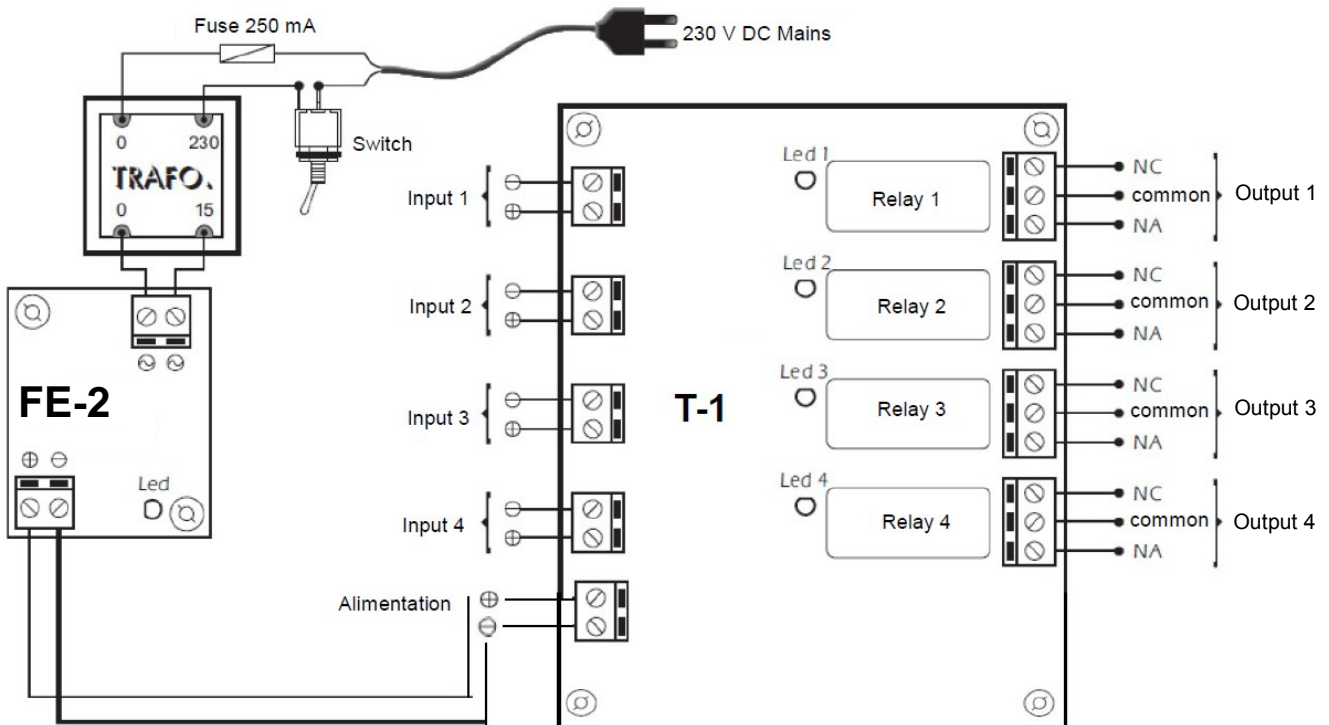 Fuse 250 mA
230 V DC Mains
0 230
TRAFO.
0 15
Switch
FE-2
Led
T-1
Input 1
Input 2
Input 3
Input 4
Alimentation
Led 1
Relay 1
NC
common
NA
Output 1
Led 2
Relay 2
NC
common
NA
Output 2
Led 3
Relay 3
NC
common
NA
Output 3
Led 4
Relay 4
NC
common
NA
Output 4